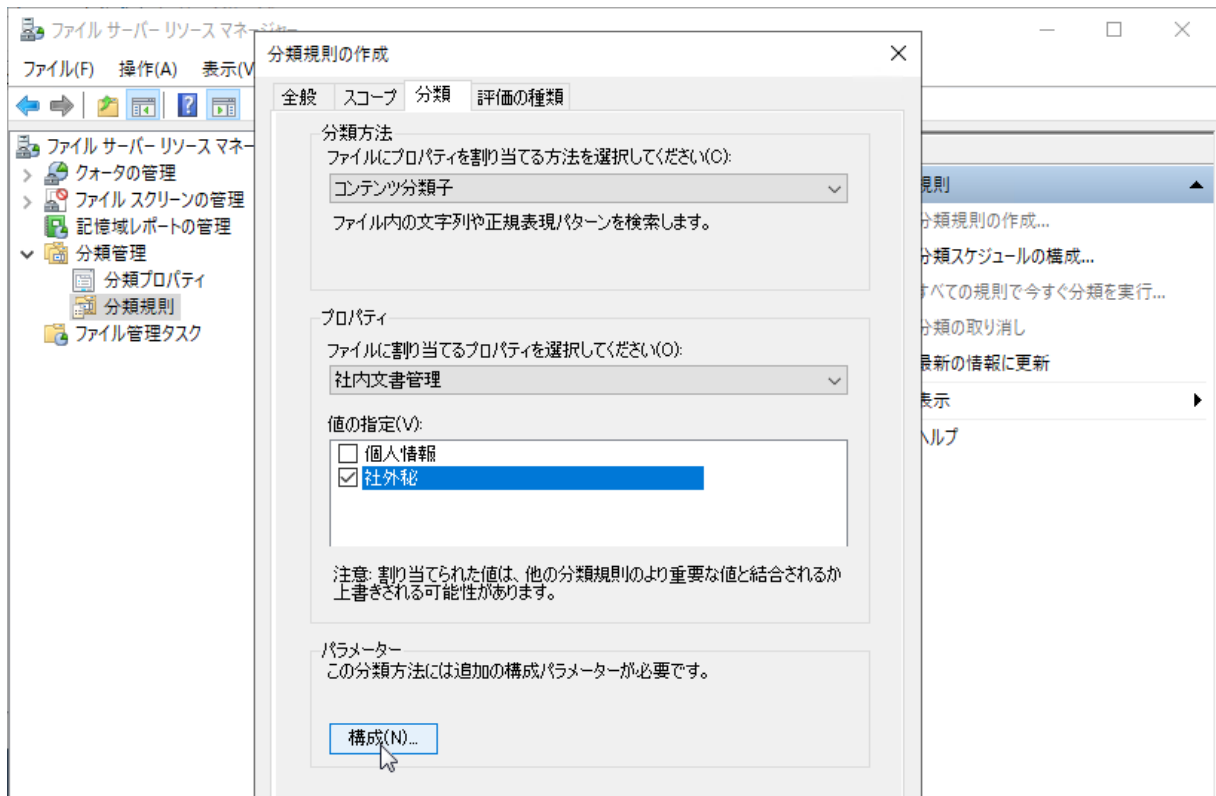 ファイル サーバー リソース マネージャー
ファイル(F) 操作(A) 表示(V
ファイル サーバー リソース マネー
クォータの管理
ファイル スクリーンの管理
記憶域レポートの管理
分類管理
分類プロパティ
分類規則
ファイル管理タスク
分類規則の作成
全般 スコープ 分類 評価の種類
分類方法
ファイルにプロパティを割り当てる方法を選択してください(C):
コンテンツ分類子
ファイル内の文字列や正規表現パターンを検索します。
プロパティ
ファイルに割り当てるプロパティを選択してください(O):
社内文書管理
値の指定(V):
個人情報
社外秘
注意: 割り当てられた値は、他の分類規則のより重要な値と結合されるか
上書きされる可能性があります。
パラメーター
この分類方法には追加の構成パラメーターが必要です。
構成(N)...
規則
分類規則の作成...
分類スケジュールの構成...
すべての規則で今すぐ分類を実行...
分類の取り消し
最新の情報に更新
表示
ヘルプ